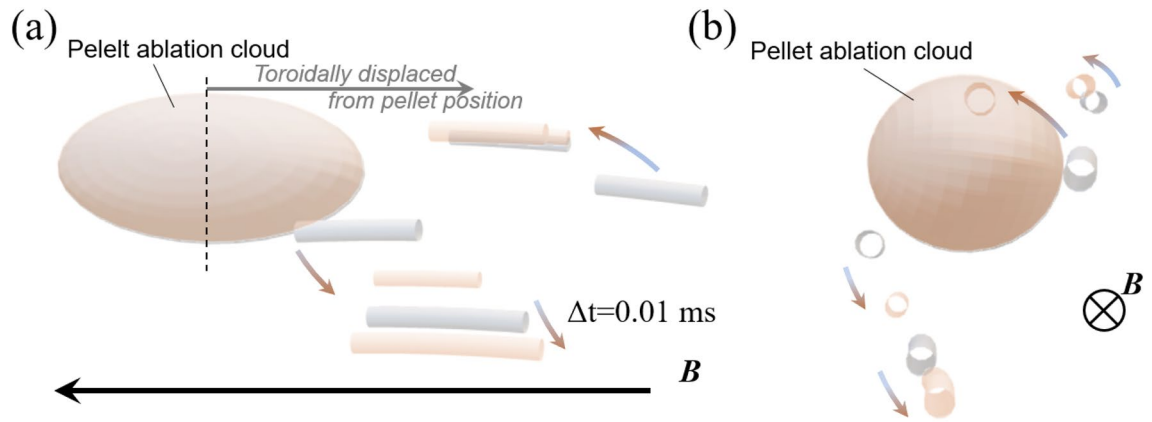 (a)
Pelelt ablation cloud
Toroidally displaced
from pellet position
Δt=0.01 ms
B
(b)
Pellet ablation cloud
B